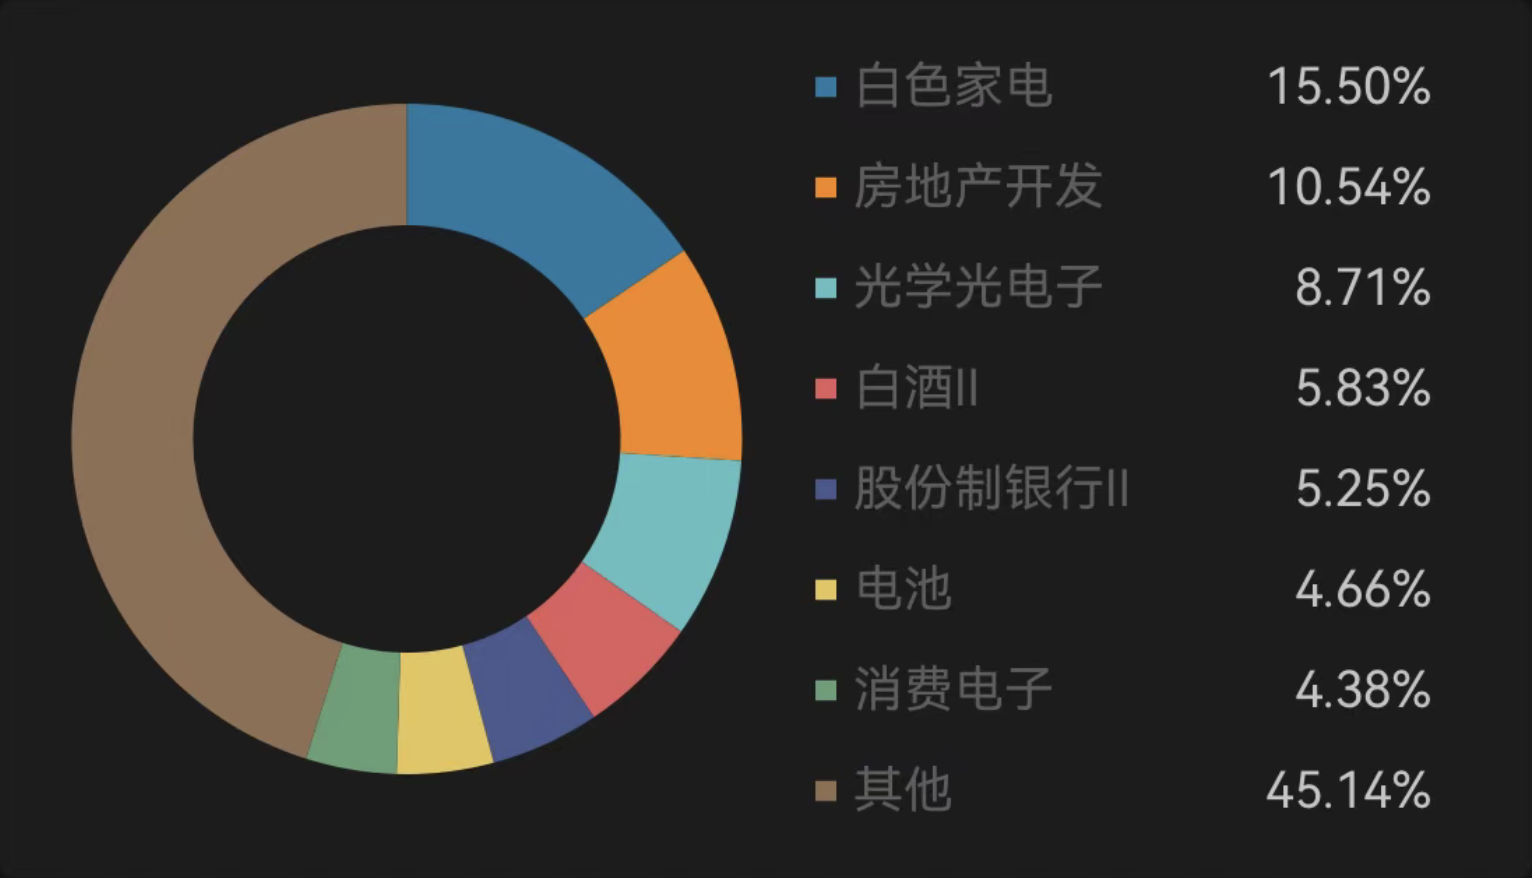 白色家电 15.50%
房地产开发 10.54%
光学光电子 8.71%
白酒II 5.83%
股份制银行II 5.25%
电池 4.66%
消费电子 4.38%
其他 45.14%